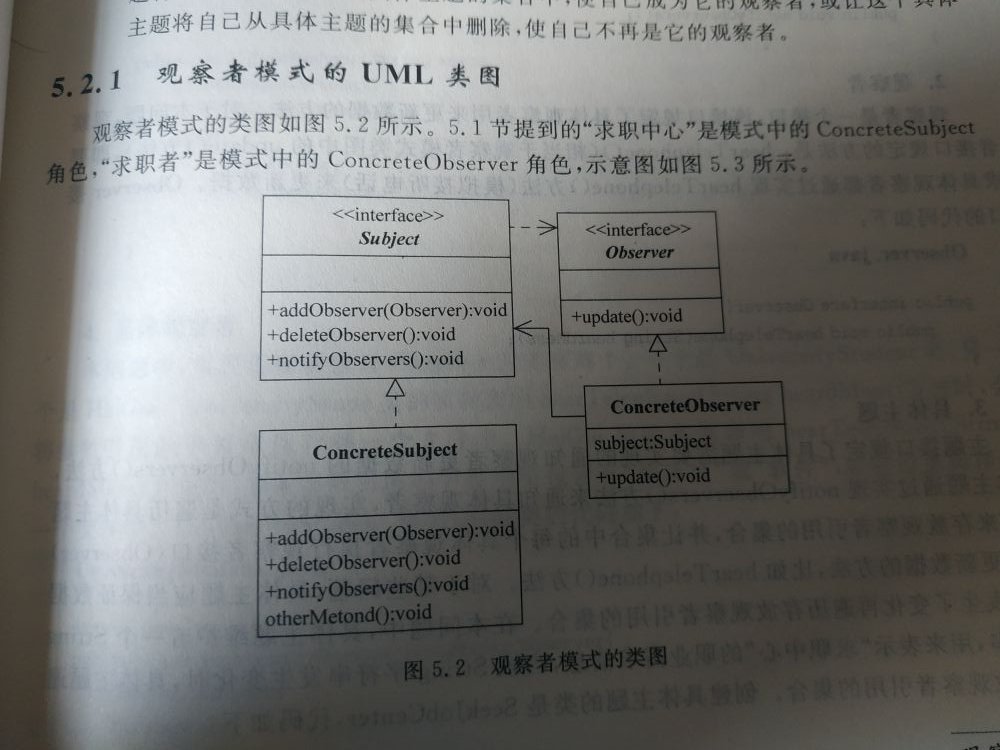 主题将自己从具体主题的集合中删除,使自己不再是它的观察者。
5.2.1 观察者模式的 UML 类图
观察者模式的类图如图 5.2 所示。5.1 节提到的“求职中心”是模式中的 ConcreteSubject
角色,“求职者”是模式中的 ConcreteObserver 角色,示意图如图 5.3 所示。
<<interface>>
Subject
+addObserver(Observer):void
+deleteObserver():void
+notifyObservers():void
<<interface>>
Observer
+update():void
ConcreteObserver
subject:Subject
+update():void
ConcreteSubject
+addObserver(Observer):void
+deleteObserver():void
+notifyObservers():void
otherMetond():void
图 5.2 观察者模式的类图